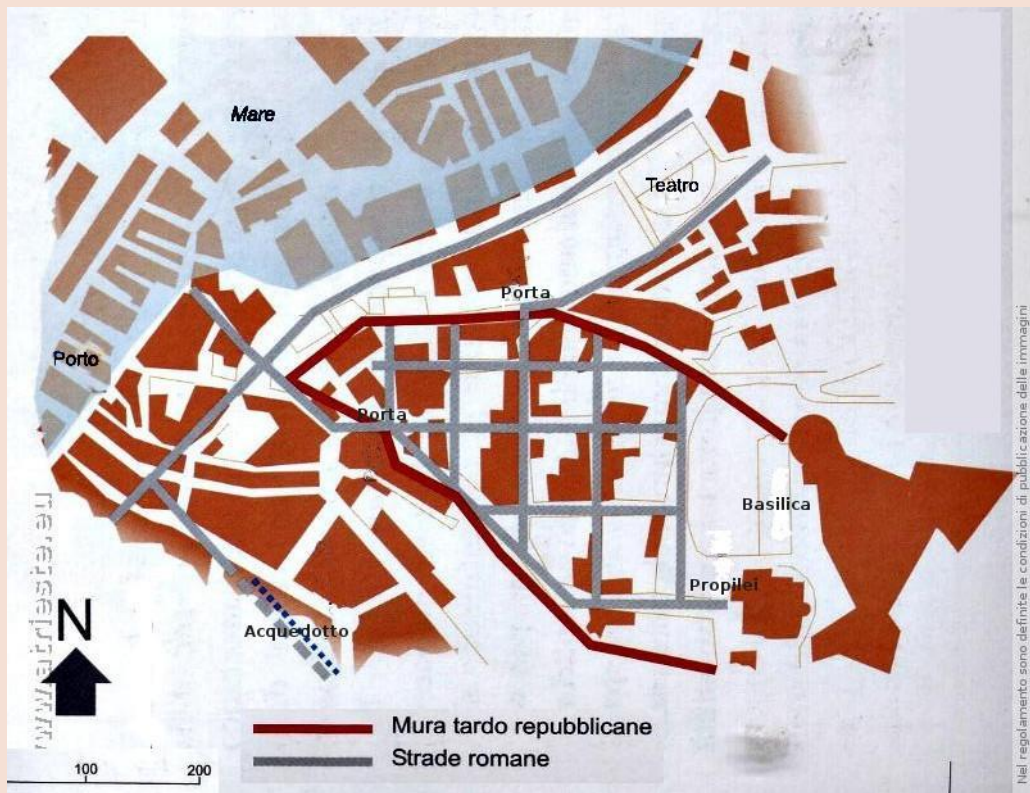 Mare
Teatro
Porta
Porto
Porta
Basilica
Propilei
Acquedotto
N
Mura tardo repubblicane
Strade romane
100
200
www.atrieste.eu
Nel regolamento sono definite le condizioni di pubblicazione delle immagini